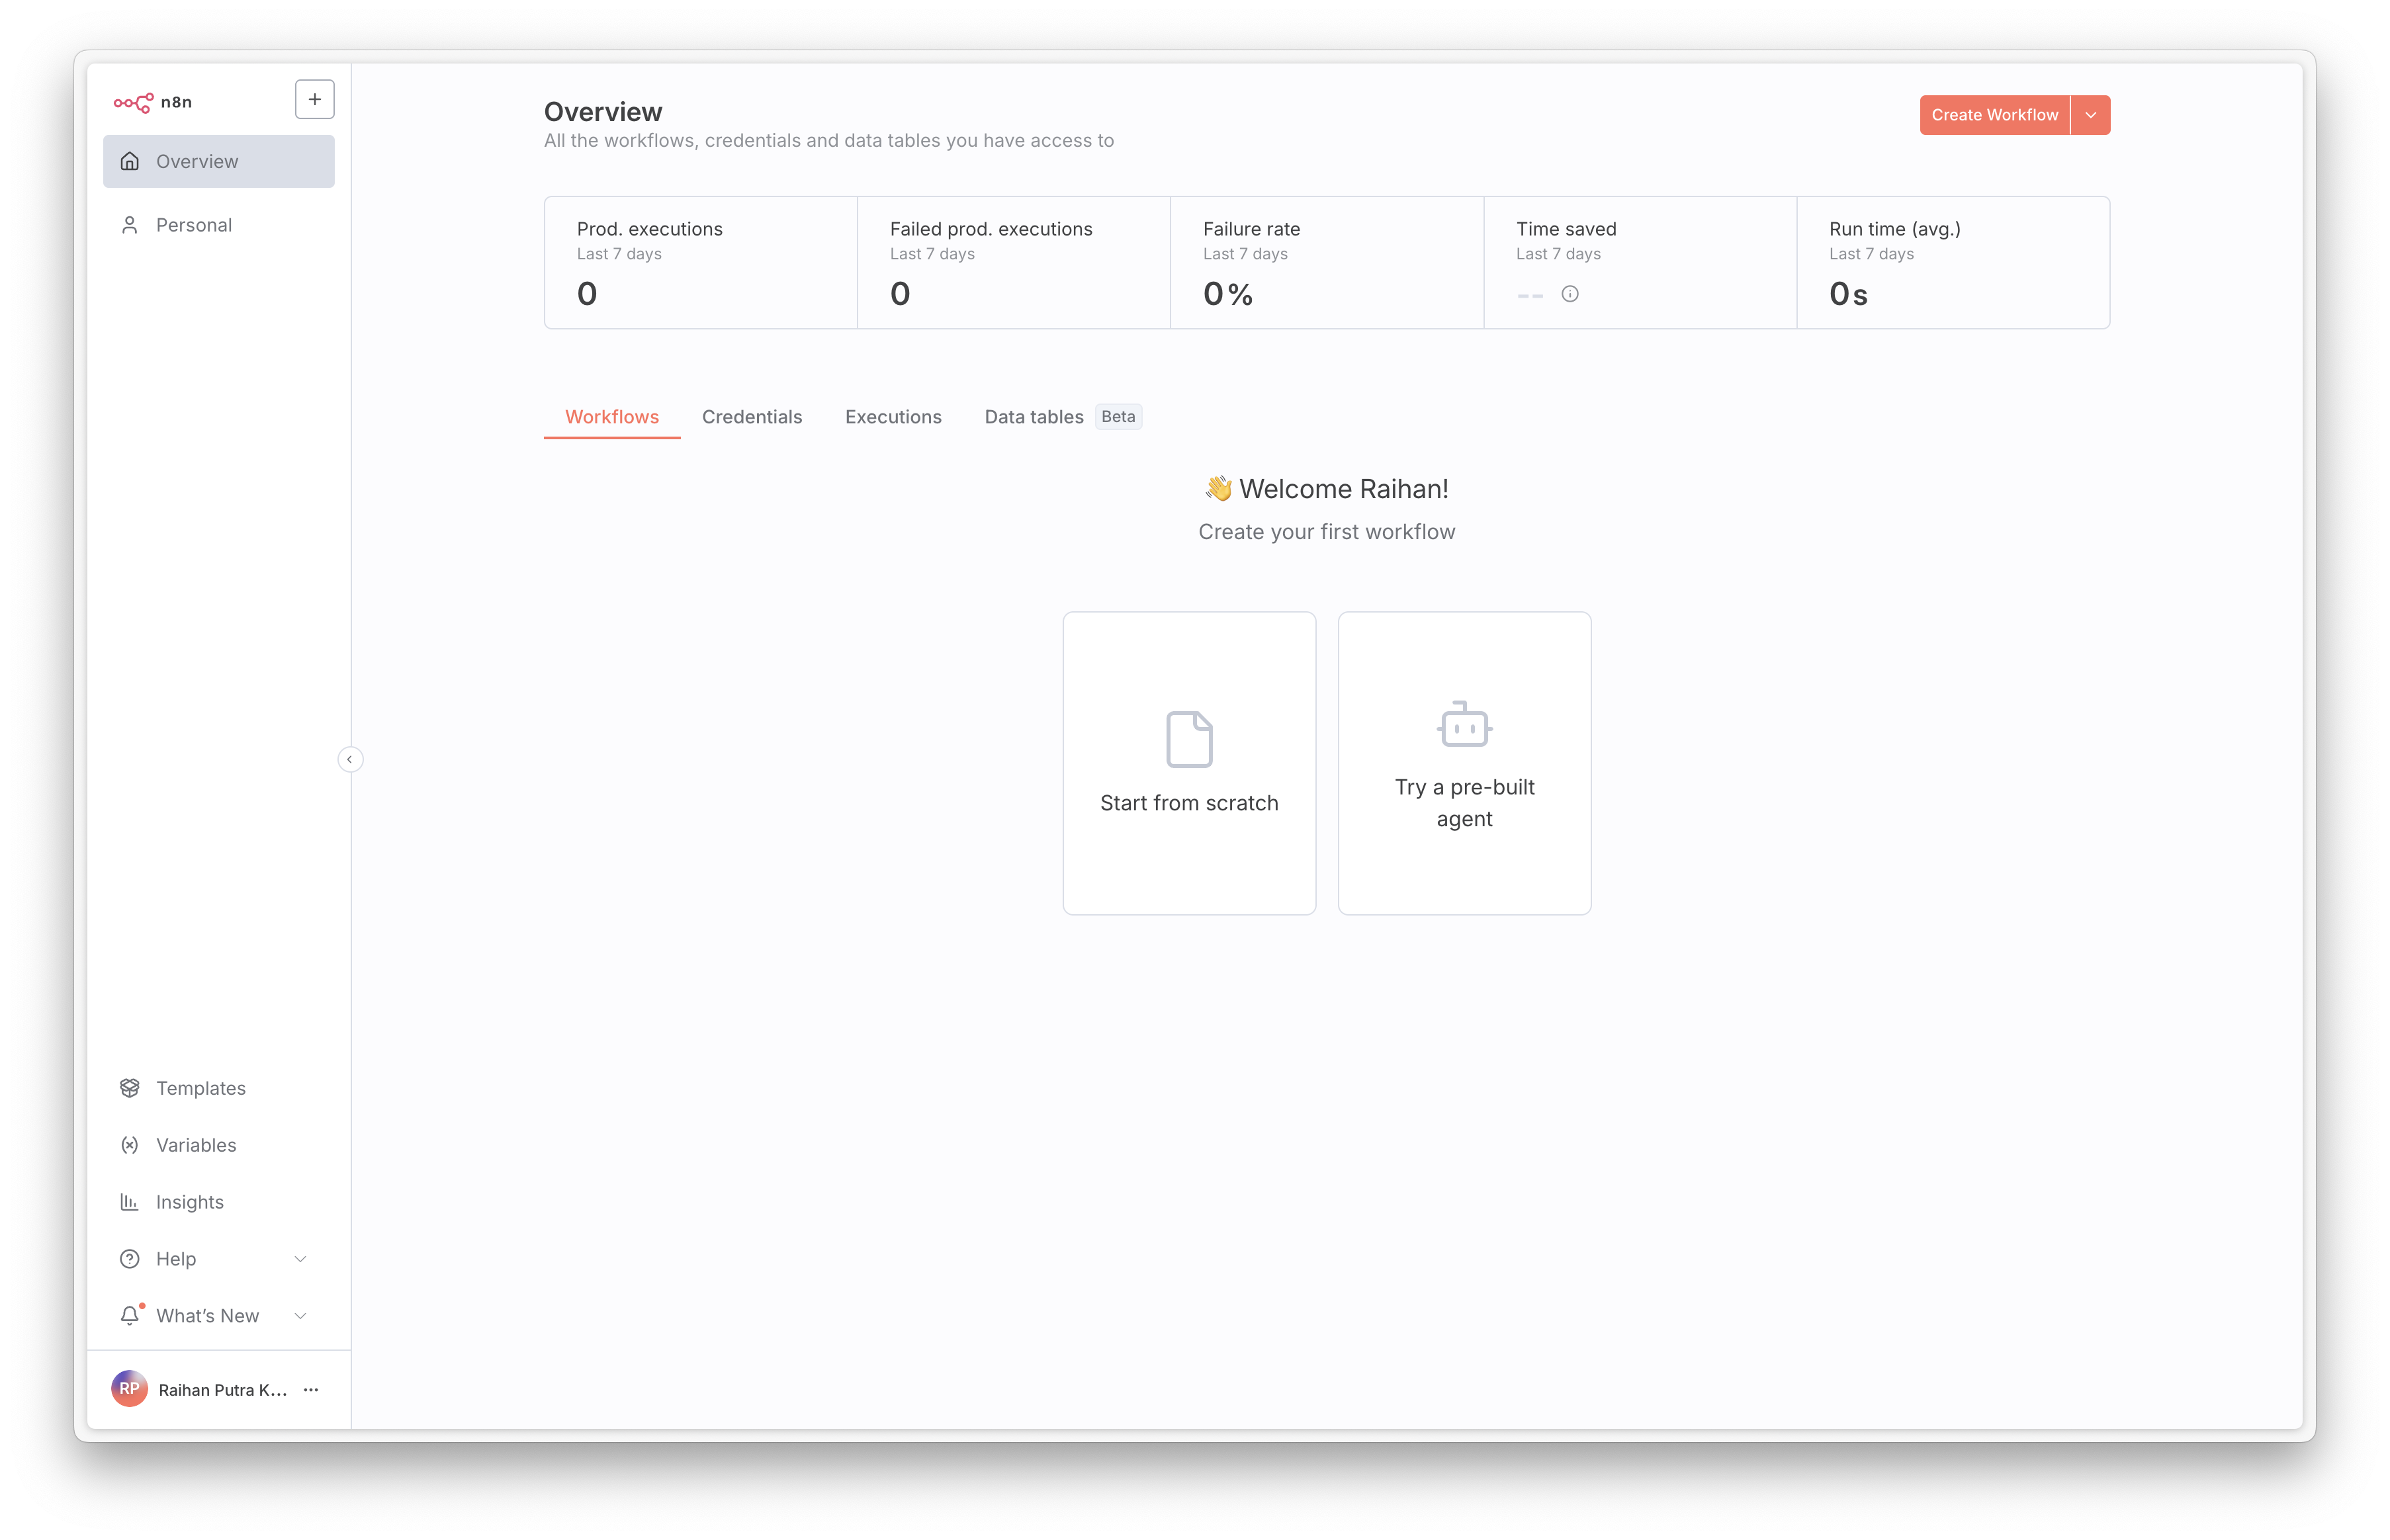 n8n
+
Overview
Personal
Templates
Variables
Insights
Help
What's New
RP
Raihan Putra K...
Overview
All the workflows, credentials and data tables you have access to
Create Workflow
Prod. executions
Last 7 days
0
Failed prod. executions
Last 7 days
0
Failure rate
Last 7 days
0%
Time saved
Last 7 days
--
Run time (avg.)
Last 7 days
0s
Workflows
Credentials
Executions
Data tables
Beta
👋 Welcome Raihan!
Create your first workflow
Start from scratch
Try a pre-built
agent